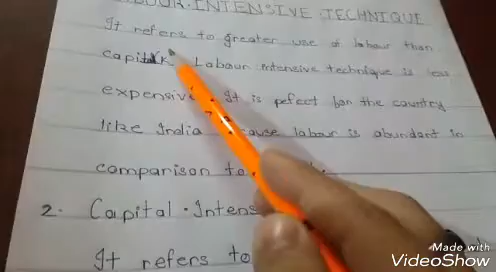 LABOUR-INTENSIVE TECHNIQUE
It refers to greater use of labour than
Labour intensive technique is less
expensive. It is pefect for the country
like India because labour is abundant in
comparison to
2. Capital-Intens
It refers to
Made with
VideoShow